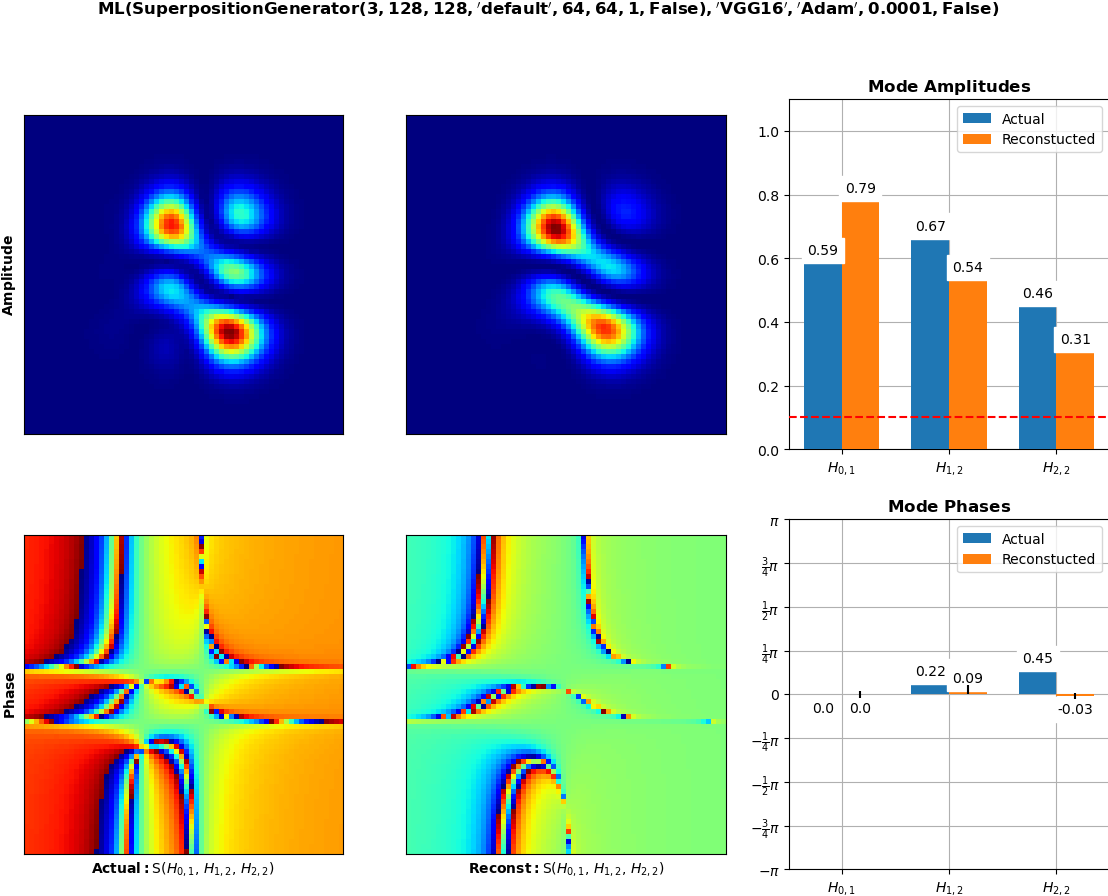 ML(SuperpositionGenerator(3, 128, 128, 'default', 64, 64, 1, False), 'VGG16', 'Adam', 0.0001, False)
Amplitude
Mode Amplitudes
Actual
Reconstucted
1.0
0.8
0.6
0.4
0.2
0.0
0.59
0.79
0.67
0.54
0.46
0.31
H0, 1
H1, 2
H2, 2
Phase
Actual: S(H0, 1, H1, 2, H2, 2)
Reconst: S(H0, 1, H1, 2, H2, 2)
Mode Phases
Actual
Reconstucted
π
3/4π
1/2π
1/4π
0
−1/4π
−1/2π
−3/4π
−π
0.0
0.0
0.22
0.09
0.45
-0.03
H0, 1
H1, 2
H2, 2